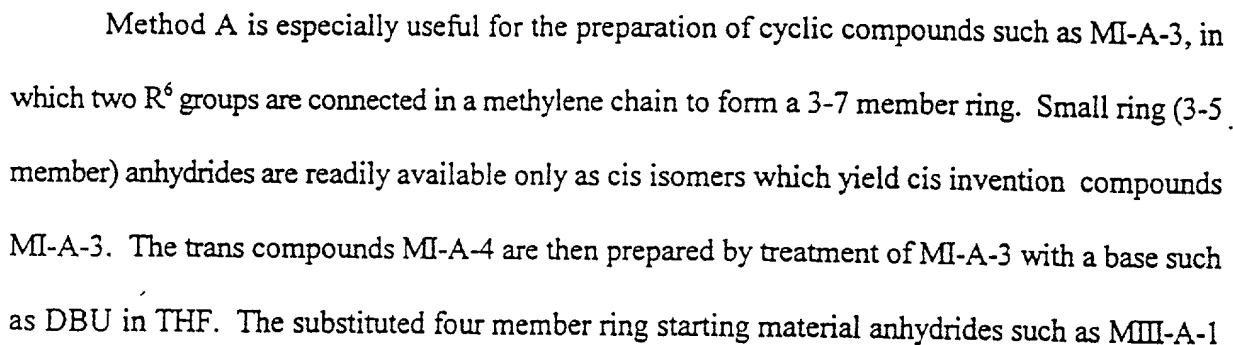 Method A is especially useful for the preparation of cyclic compounds such as MI-A-3, in
which two R⁶ groups are connected in a methylene chain to form a 3-7 member ring. Small ring (3-5
member) anhydrides are readily available only as cis isomers which yield cis invention compounds
MI-A-3. The trans compounds MI-A-4 are then prepared by treatment of MI-A-3 with a base such
as DBU in THF. The substituted four member ring starting material anhydrides such as MIII-A-1